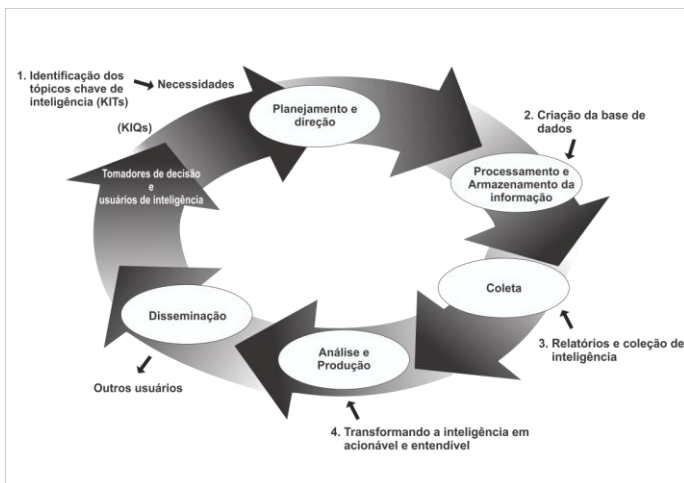 1. Identificação dos
tópicos chave de
inteligência (KITs)
Necessidades
(KIQs)
Planejamento e
direção
2. Criação da base de
dados
Processamento e
Armazenamento da
informação
Tomadores de decisão
e
usuários de inteligência
Coleta
3. Relatórios e coleção de
inteligência
Disseminação
Análise e
Produção
Outros usuários
4. Transformando a inteligência em
acionável e entendível